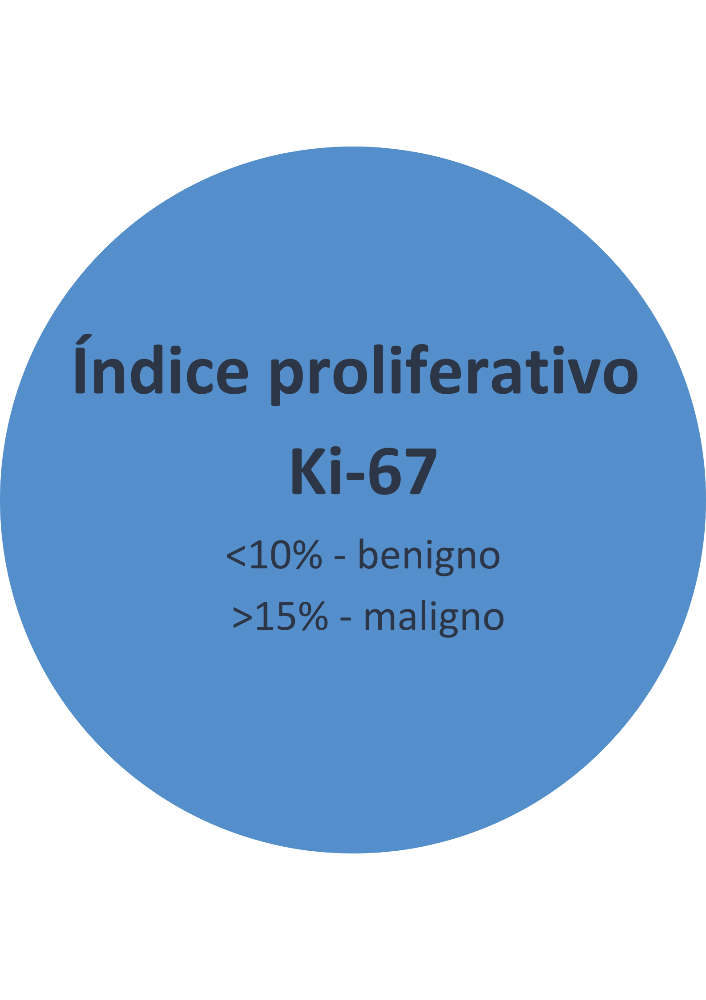 Índice proliferativo
Ki-67
<10% - benigno
>15% - maligno